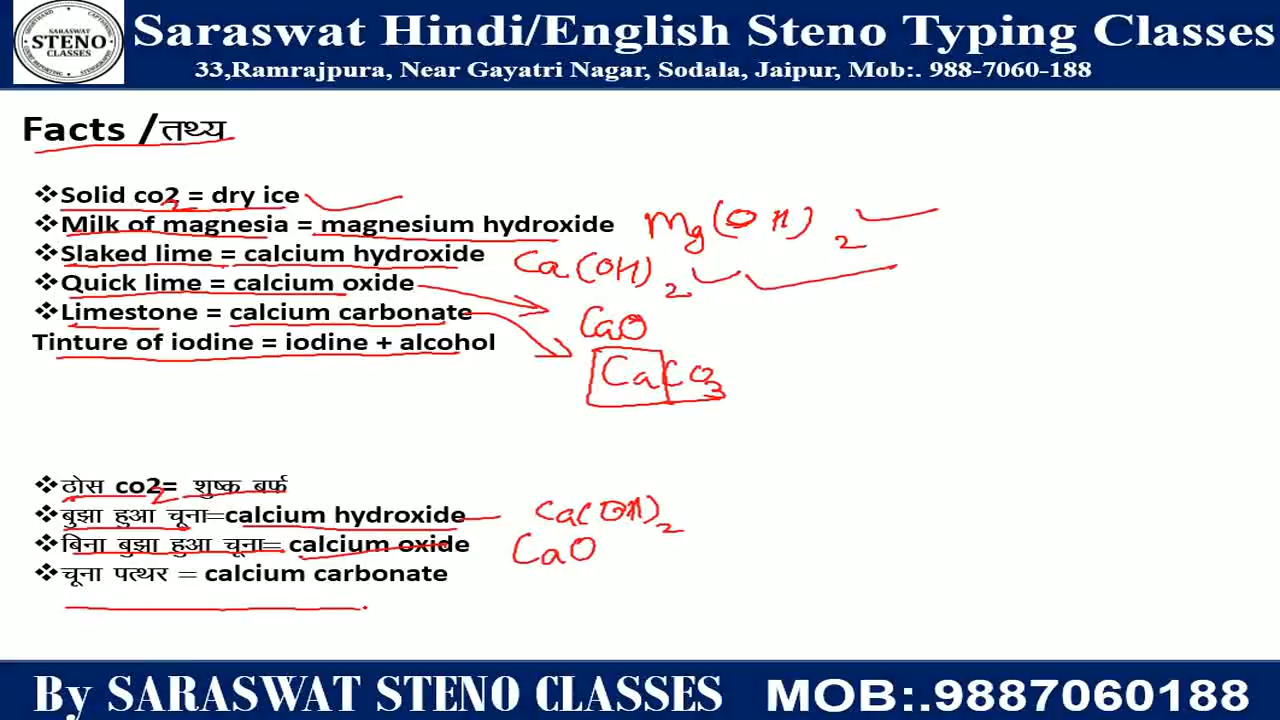 SARASWAT
STENO
CLASSES
Saraswat Hindi/English Steno Typing Classes
33,Ramrajpura, Near Gayatri Nagar, Sodala, Jaipur, Mob:. 988-7060-188
Facts /तथ्य
❖Solid co2 = dry ice
❖Milk of magnesia = magnesium hydroxide Mg(OH)2
❖Slaked lime = calcium hydroxide Ca(OH)2
❖Quick lime = calcium oxide
❖Limestone = calcium carbonate CaO
Tinture of iodine = iodine + alcohol
CaCO3
❖ठोस co2= शुष्क बर्फ
❖बुझा हुआ चूना=calcium hydroxide Ca(OH)2
❖बिना बुझा हुआ चूना= calcium oxide CaO
❖चूना पत्थर = calcium carbonate
By SARASWAT STENO CLASSES MOB:.9887060188